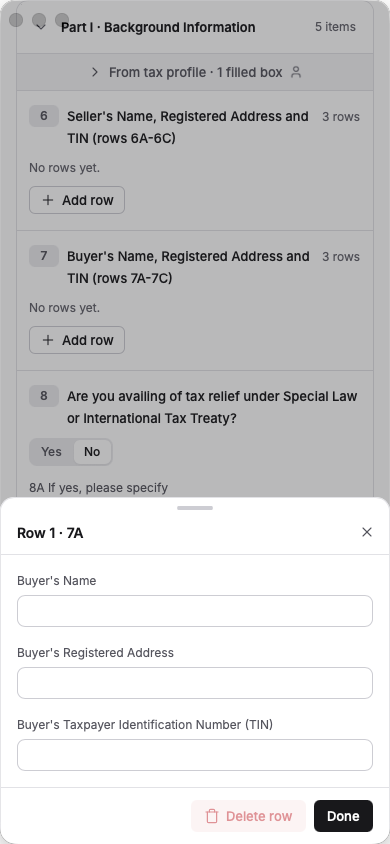 Part I · Background Information
5 items
From tax profile · 1 filled box
6
Seller's Name, Registered Address and
TIN (rows 6A-6C)
3 rows
No rows yet.
Add row
7
Buyer's Name, Registered Address and
TIN (rows 7A-7C)
3 rows
No rows yet.
Add row
8
Are you availing of tax relief under Special Law
or International Tax Treaty?
Yes
No
8A If yes, please specify
Row 1 · 7A
Buyer's Name
Buyer's Registered Address
Buyer's Taxpayer Identification Number (TIN)
Delete row
Done